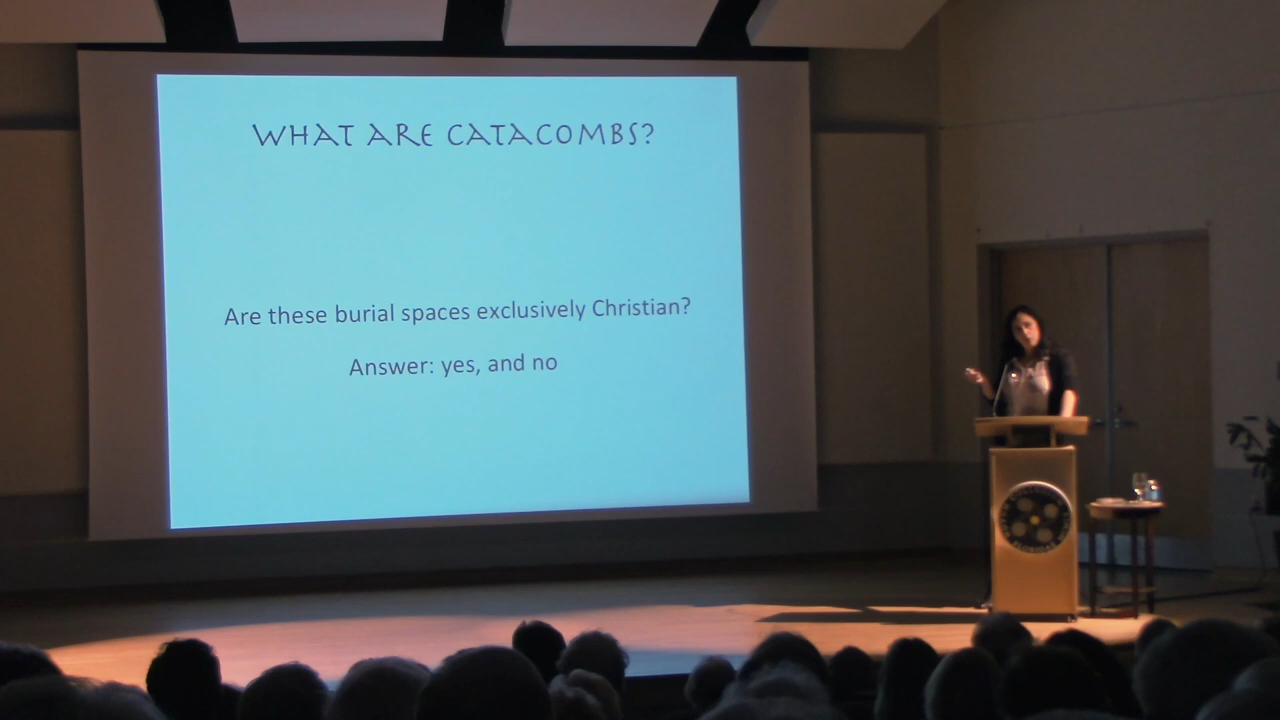 WHAT ARE CATACOMBS?
Are these burial spaces exclusively Christian?
Answer: yes, and no